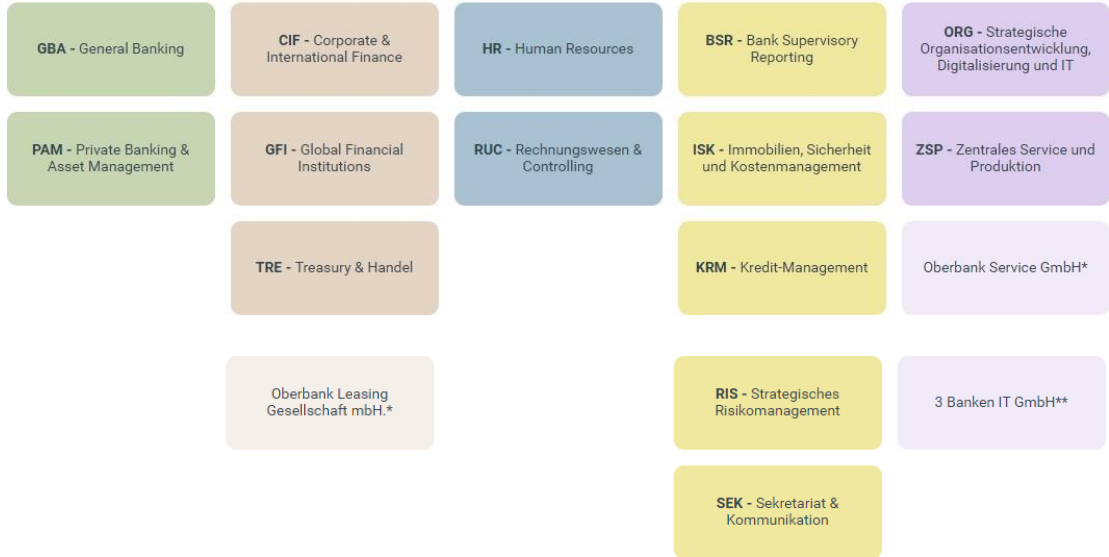 GBA - General Banking
CIF - Corporate &
International Finance
HR - Human Resources
BSR - Bank Supervisory
Reporting
ORG - Strategische
Organisationsentwicklung,
Digitalisierung und IT
PAM - Private Banking &
Asset Management
GFI - Global Financial
Institutions
RUC - Rechnungswesen &
Controlling
ISK - Immobilien, Sicherheit
und Kostenmanagement
ZSP - Zentrales Service und
Produktion
TRE - Treasury & Handel
KRM - Kredit-Management
Oberbank Service GmbH*
Oberbank Leasing
Gesellschaft mbH.*
RIS - Strategisches
Risikomanagement
3 Banken IT GmbH**
SEK - Sekretariat &
Kommunikation